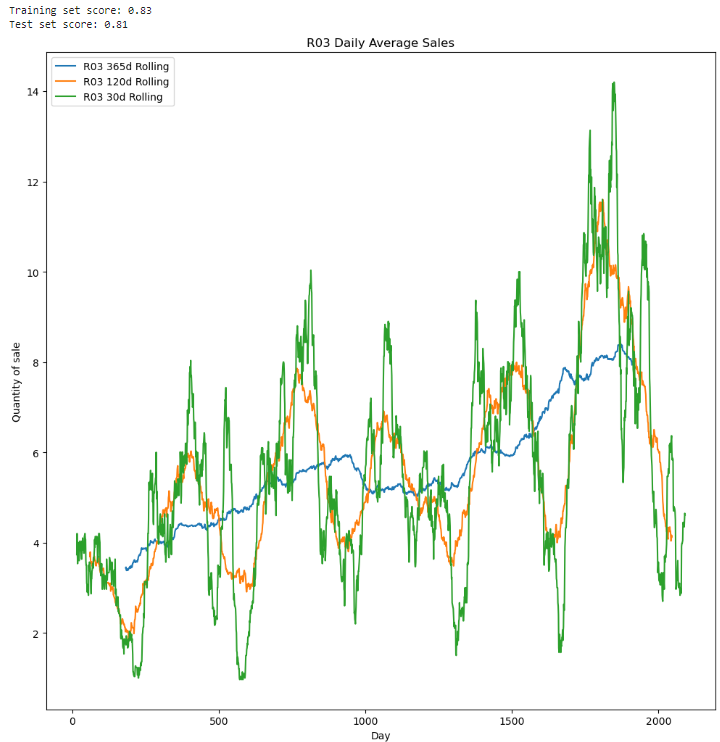 Training set score: 0.83
Test set score: 0.81
R03 Daily Average Sales
R03 365d Rolling
R03 120d Rolling
R03 30d Rolling
14
12
10
8
6
4
2
Quantity of sale
0 500 1000 1500 2000
Day